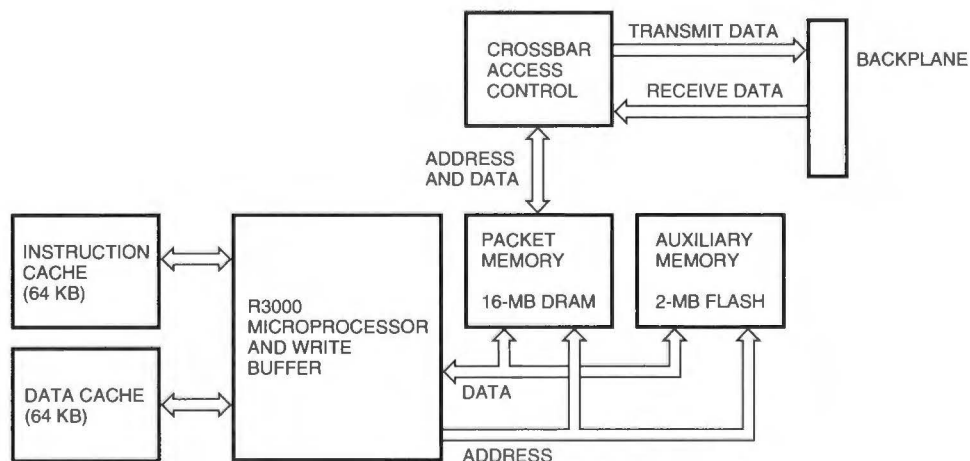 CROSSBAR
ACCESS
CONTROL
TRANSMIT DATA
RECEIVE DATA
BACKPLANE
ADDRESS
AND DATA
INSTRUCTION
CACHE
(64 KB)
DATA CACHE
(64 KB)
R3000
MICROPROCESSOR
AND WRITE
BUFFER
PACKET
MEMORY
16-MB DRAM
AUXILIARY
MEMORY
2-MB FLASH
DATA
ADDRESS